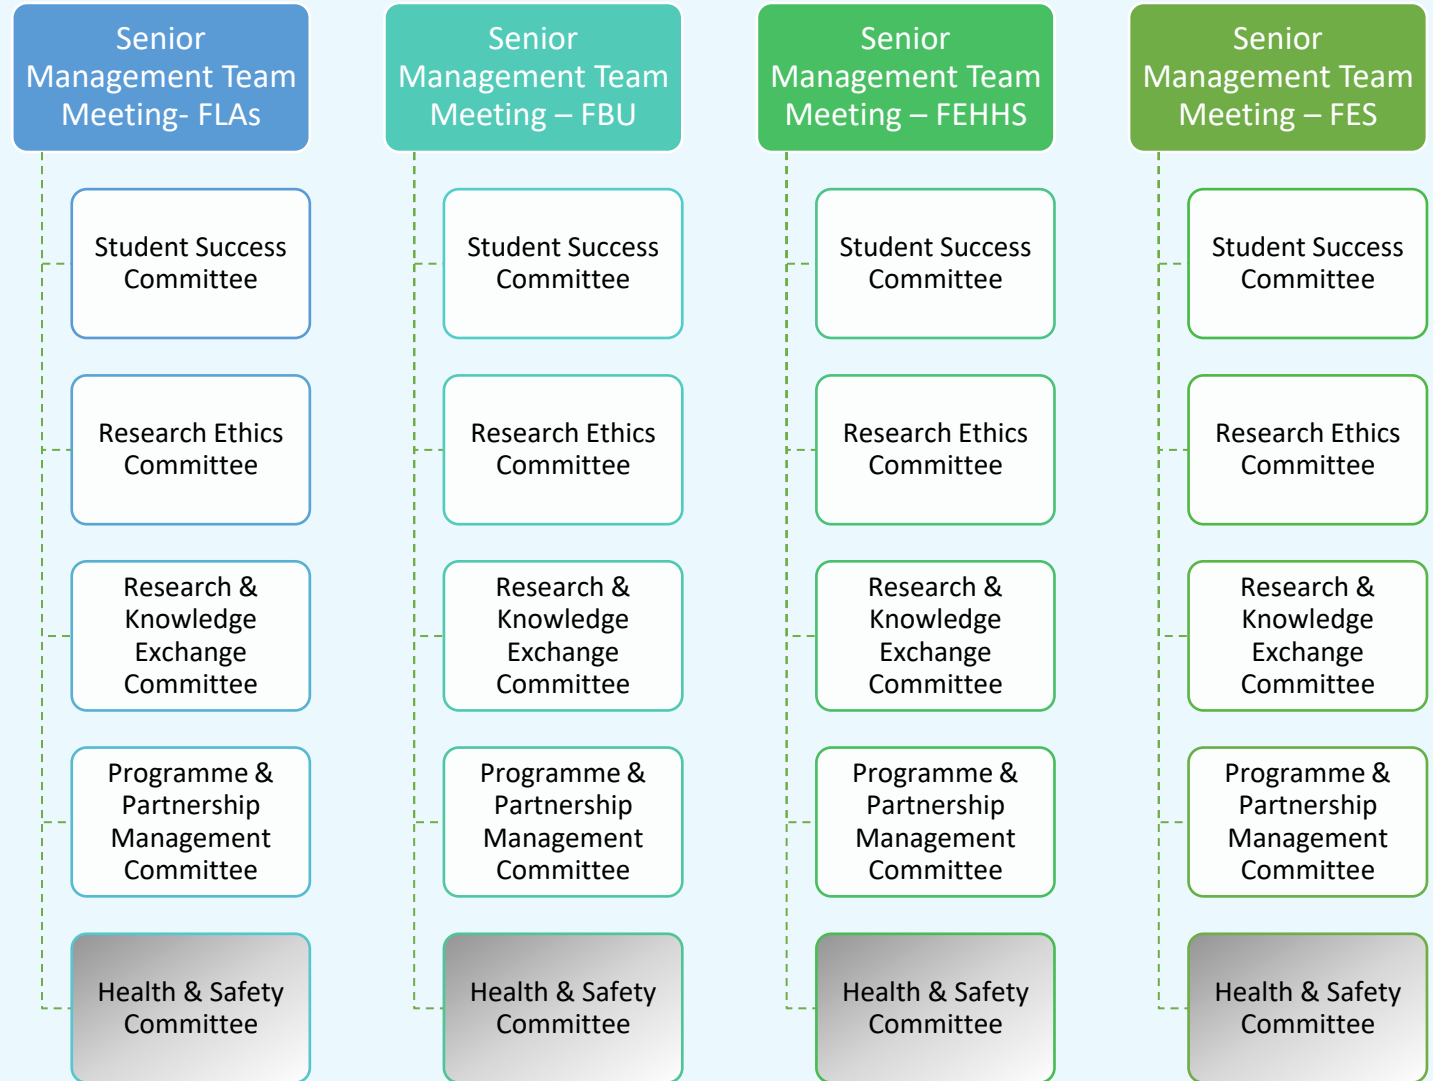 Senior
Management Team
Meeting- FLAs
Student Success
Committee
Research Ethics
Committee
Research &
Knowledge
Exchange
Committee
Programme &
Partnership
Management
Committee
Health & Safety
Committee
Senior
Management Team
Meeting – FBU
Student Success
Committee
Research Ethics
Committee
Research &
Knowledge
Exchange
Committee
Programme &
Partnership
Management
Committee
Health & Safety
Committee
Senior
Management Team
Meeting – FEHHS
Student Success
Committee
Research Ethics
Committee
Research &
Knowledge
Exchange
Committee
Programme &
Partnership
Management
Committee
Health & Safety
Committee
Senior
Management Team
Meeting – FES
Student Success
Committee
Research Ethics
Committee
Research &
Knowledge
Exchange
Committee
Programme &
Partnership
Management
Committee
Health & Safety
Committee